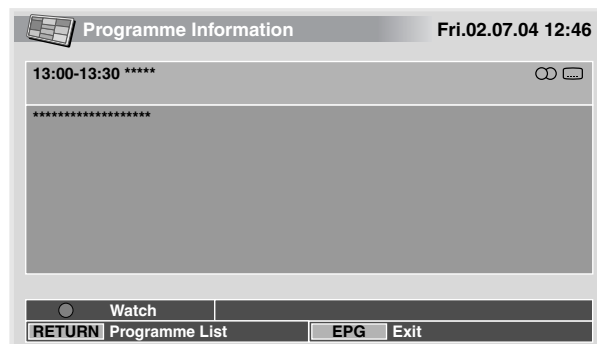 Programme Information Fri.02.07.04 12:46
13:00-13:30 *****
*******************
Watch
RETURN Programme List EPG Exit